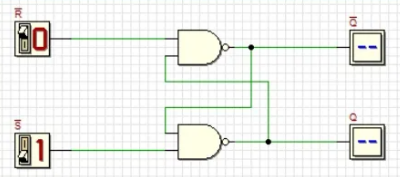 R̅ Q̅
0 --
S̅ Q
1 --